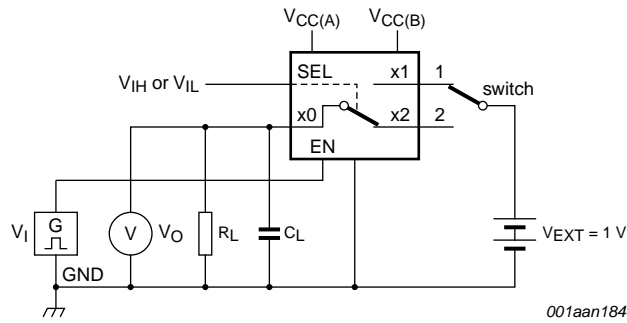 VCC(A) VCC(B)
SEL x1 1
VIH or VIL
switch
x0 x2 2
EN
G
VI V VO RL CL VEXT = 1 V
GND
001aan184